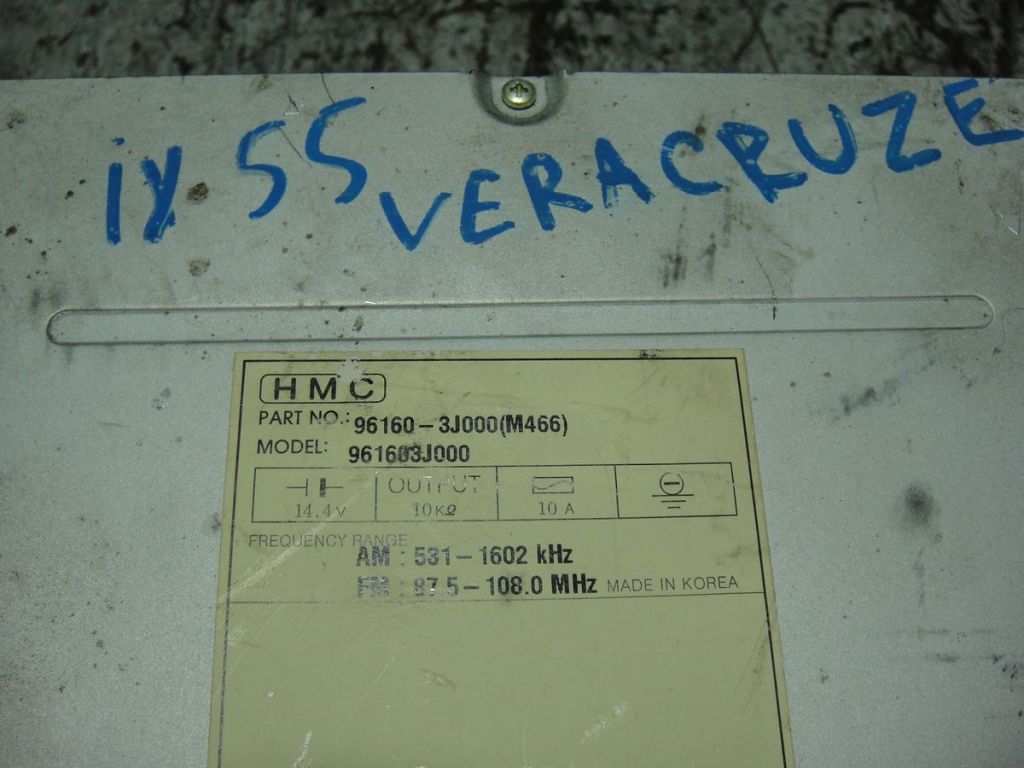 iy 55 VERACRUZE
HMC
PART NO.: 96160-3J000(M466)
MODEL: 961603J000
14.4V OUTPUT 10KΩ 10 A
FREQUENCY RANGE
AM : 531-1602 kHz
FM : 87.5-108.0 MHz MADE IN KOREA